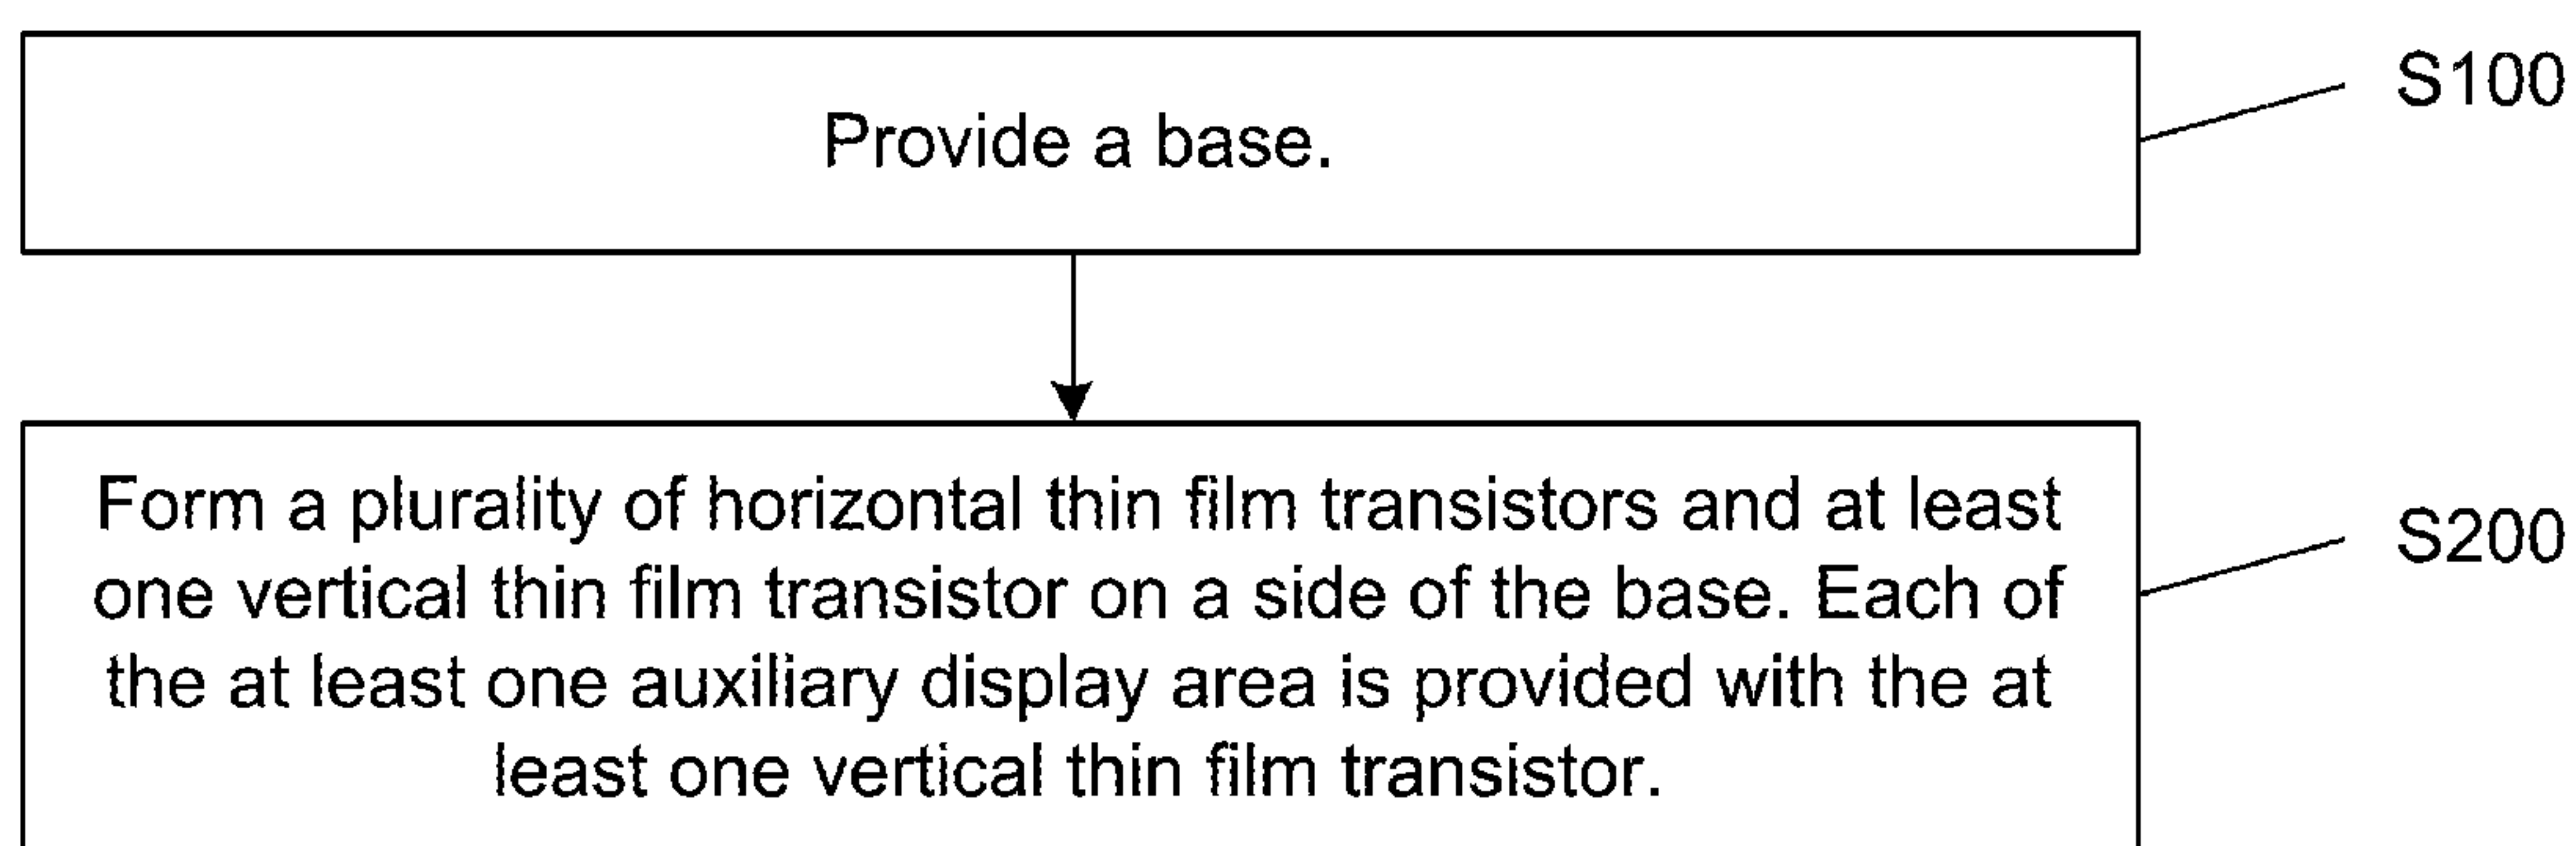 Provide a base.
S100
Form a plurality of horizontal thin film transistors and at least
one vertical thin film transistor on a side of the base. Each of
the at least one auxiliary display area is provided with the at
least one vertical thin film transistor.
S200